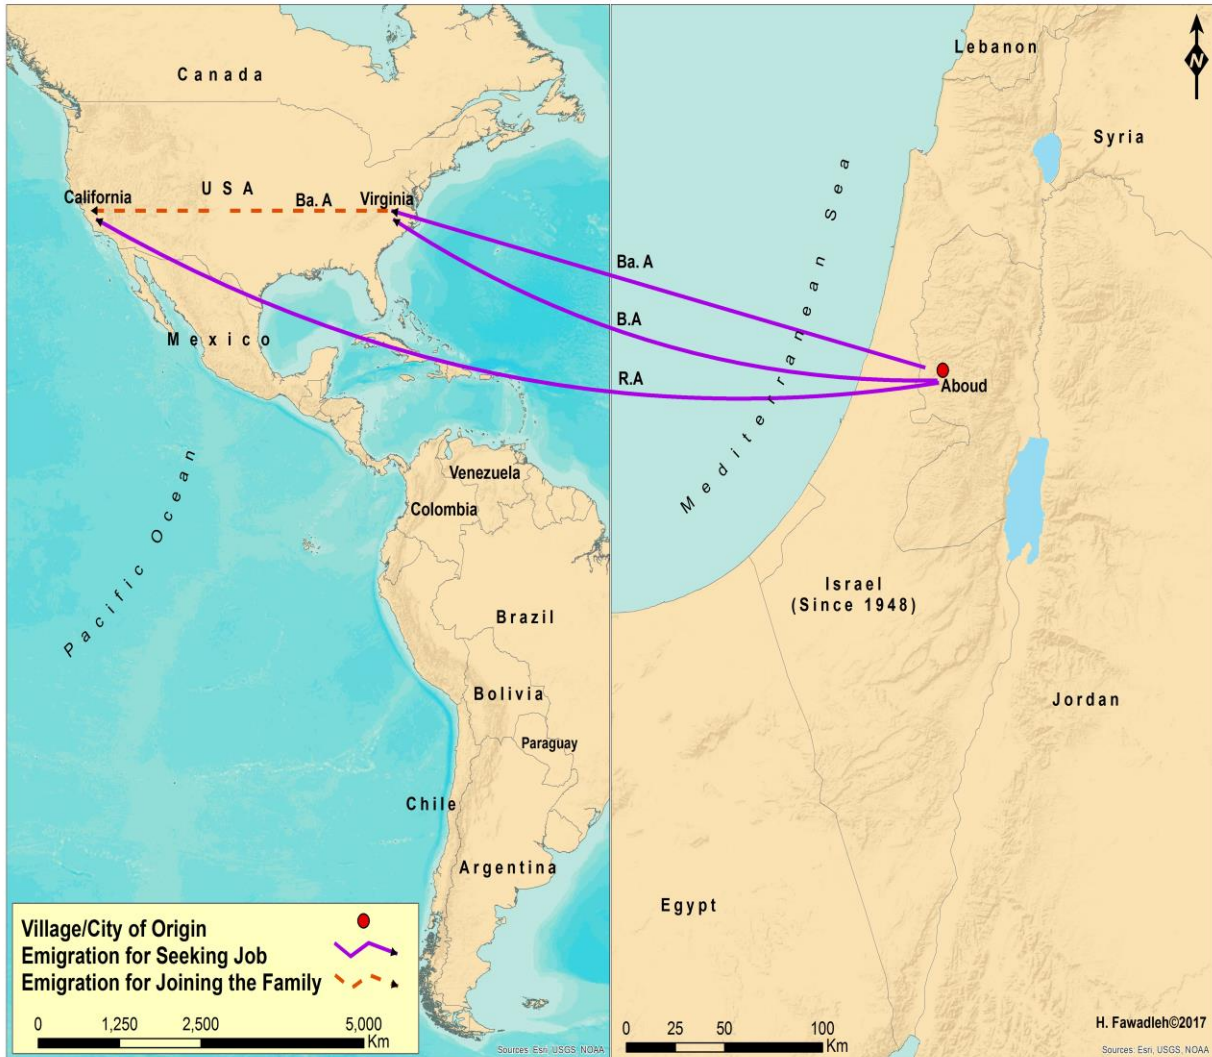 Canada
USA
California
Ba. A
Virginia
Mexico
Pacific Ocean
Venezuela
Colombia
Brazil
Bolivia
Paraguay
Chile
Argentina
Village/City of Origin
Emigration for Seeking Job
Emigration for Joining the Family
0 1,250 2,500 5,000
Km
Sources: Esri, USGS, NOAA
N
Lebanon
Syria
Mediterranean Sea
Ba. A
B.A
R.A
Aboud
Israel
(Since 1948)
Jordan
Egypt
0 25 50 100
Km
H. Fawadleh©2017
Sources: Esri, USGS, NOAA